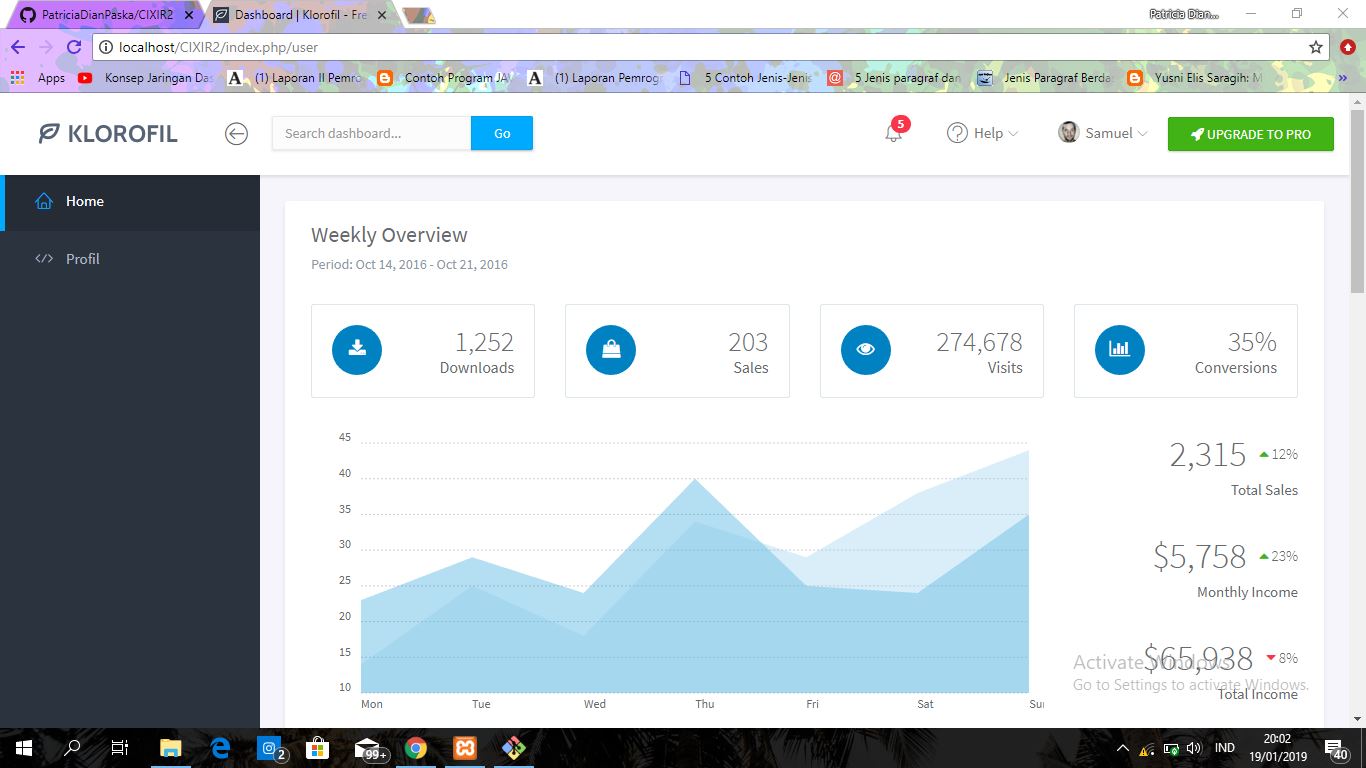 PatriciaDianPaska/CIXIR2
Dashboard | Klorofil - Fre
Patricia Dian...
localhost/CIXIR2/index.php/user
Apps
Konsep Jaringan Das
(1) Laporan II Pemro
Contoh Program JAV
(1) Laporan Pemrog
5 Contoh Jenis-Jenis
5 Jenis paragraf dan
Jenis Paragraf Berda
Yusni Elis Saragih: M
KLOROFIL
Search dashboard...
Go
5
Help
Samuel
UPGRADE TO PRO
Home
Profil
Weekly Overview
Period: Oct 14, 2016 - Oct 21, 2016
1,252
Downloads
203
Sales
274,678
Visits
35%
Conversions
45
40
35
30
25
20
15
10
Mon
Tue
Wed
Thu
Fri
Sat
Sun
2,315
12%
Total Sales
$5,758
23%
Monthly Income
$65,938
8%
Total Income
Activate Windows
Go to Settings to activate Windows.
2
99+
IND
20:02
19/01/2019
40